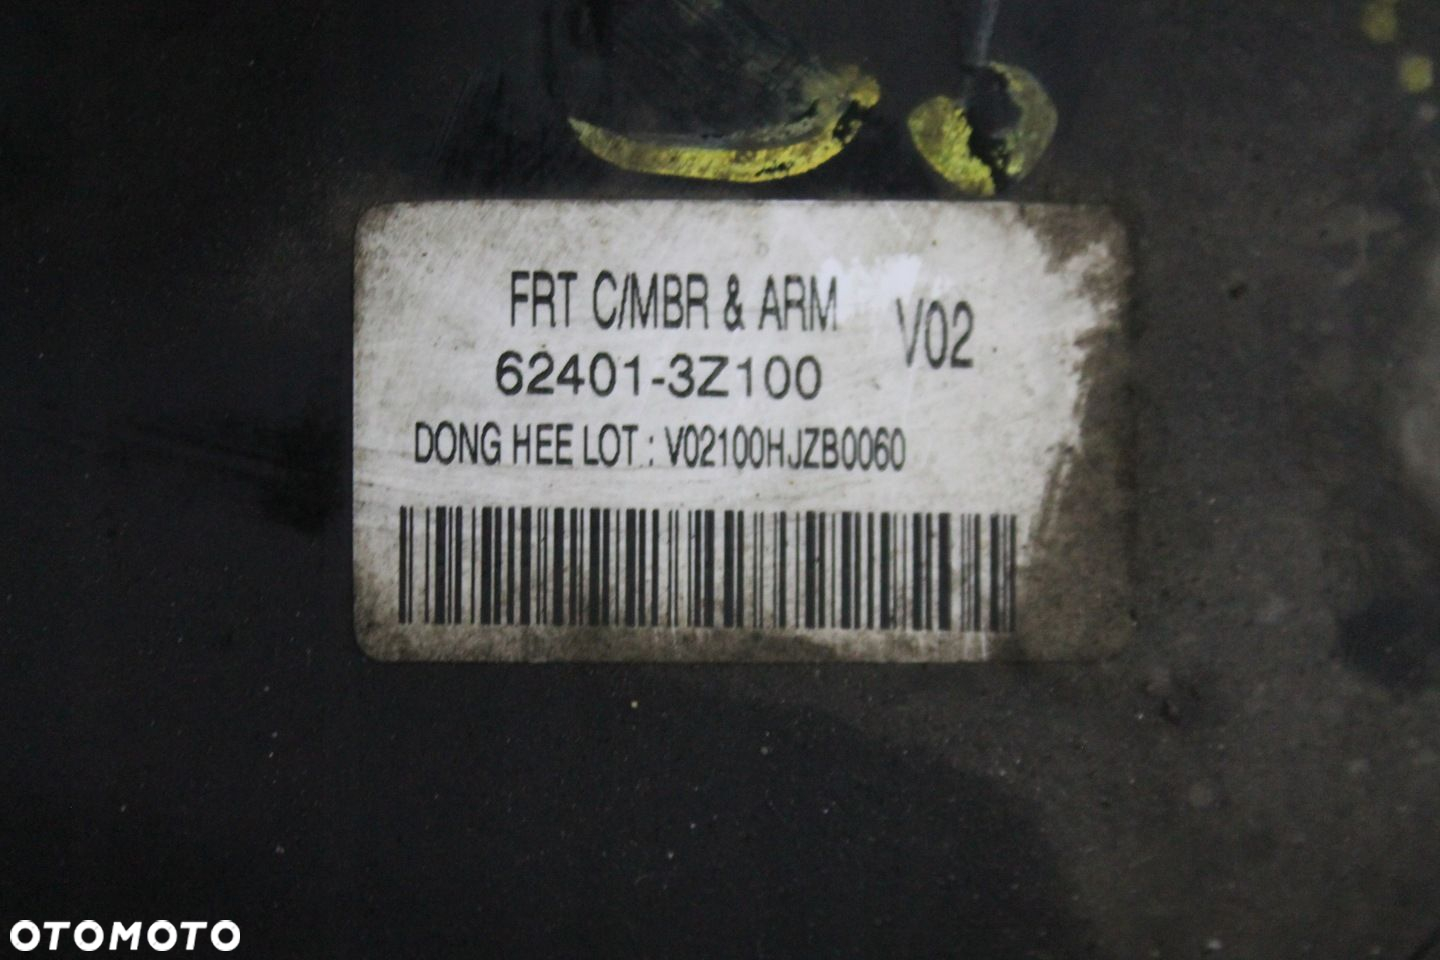 FRT C/MBR & ARM V02
62401-3Z100
DONG HEE LOT : V02100HJZB0060
OTOMOTO